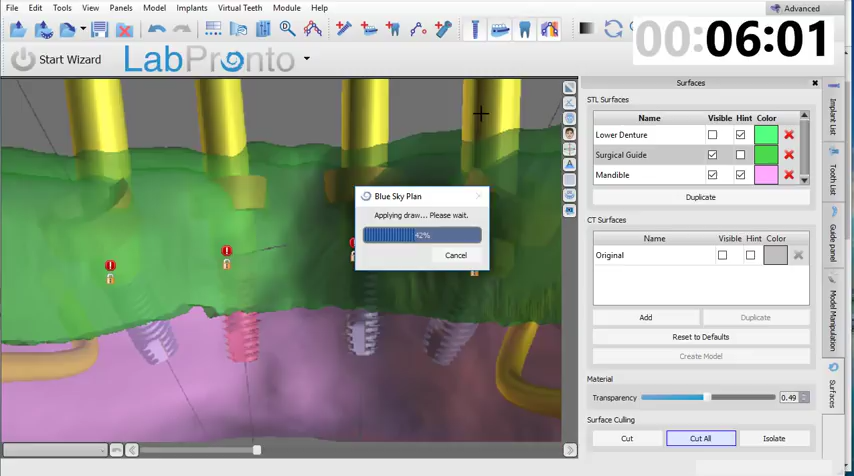 File Edit Tools Views Panels Model Implants Virtual Teeth Module Help
Advanced
00:06:01
Start Wizard
LabPronto
Surfaces
STL Surfaces
Name Visible Hint Color
Lower Denture
Surgical Guide
Mandible
Duplicate
CT Surfaces
Name Visible Hint Color
Original
Add Duplicate
Reset to Defaults
Create Model
Material
Transparency 0.49
Surface Culling
Cut Cut All Isolate
Implant List
Tooth List
Guide panel
Model Manipulation
Surfaces
Blue Sky Plan
Applying draw... Please wait.
42%
Cancel